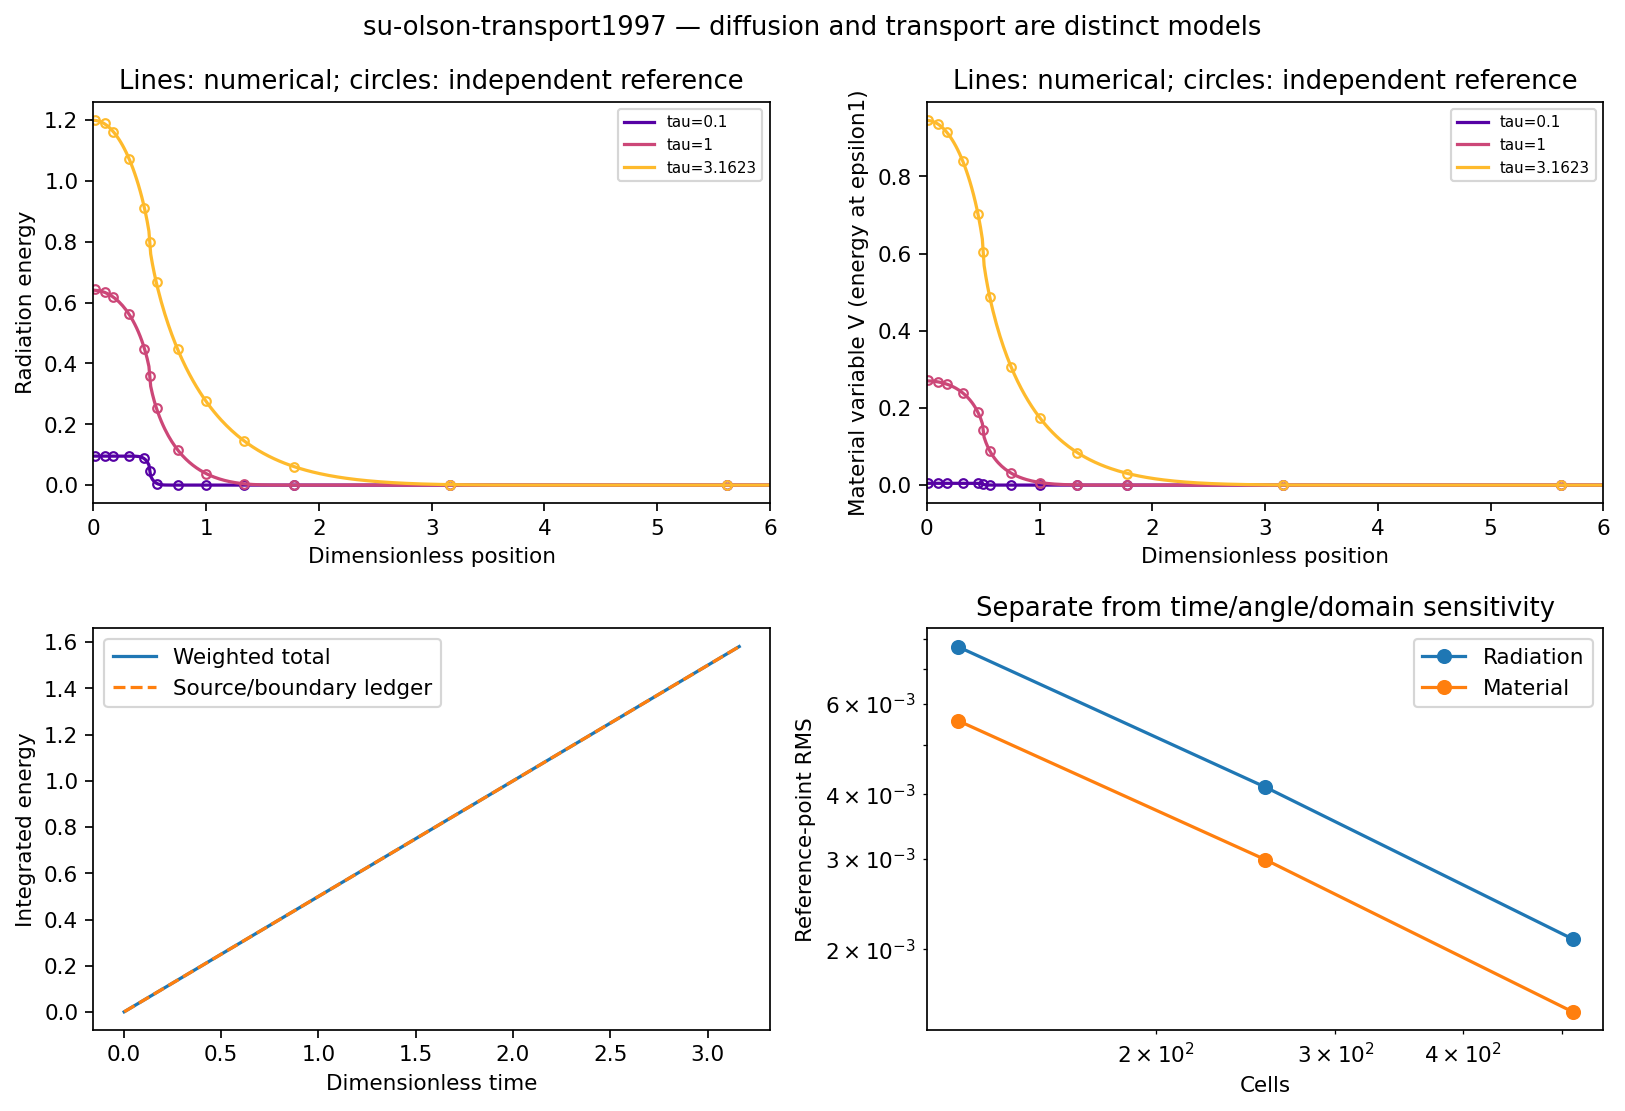 su-olson-transport1997 — diffusion and transport are distinct models
Lines: numerical; circles: independent reference
Radiation energy
1.2
1.0
0.8
0.6
0.4
0.2
0.0
tau=0.1
tau=1
tau=3.1623
0 1 2 3 4 5 6
Dimensionless position
Lines: numerical; circles: independent reference
Material variable V (energy at epsilon1)
0.8
0.6
0.4
0.2
0.0
tau=0.1
tau=1
tau=3.1623
0 1 2 3 4 5 6
Dimensionless position
Integrated energy
1.6
1.4
1.2
1.0
0.8
0.6
0.4
0.2
0.0
Weighted total
Source/boundary ledger
0.0 0.5 1.0 1.5 2.0 2.5 3.0
Dimensionless time
Separate from time/angle/domain sensitivity
Reference-point RMS
6 × 10⁻³
4 × 10⁻³
3 × 10⁻³
2 × 10⁻³
Radiation
Material
2 × 10² 3 × 10² 4 × 10²
Cells